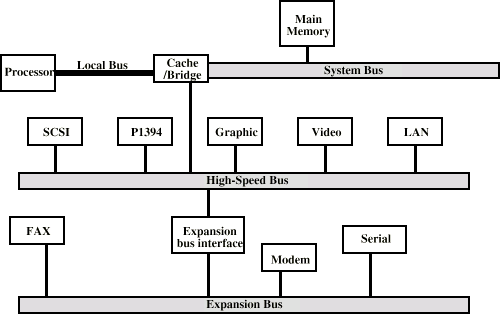 Main
Memory
Processor
Local Bus
Cache
/Bridge
System Bus
SCSI
P1394
Graphic
Video
LAN
High-Speed Bus
FAX
Expansion
bus interface
Modem
Serial
Expansion Bus